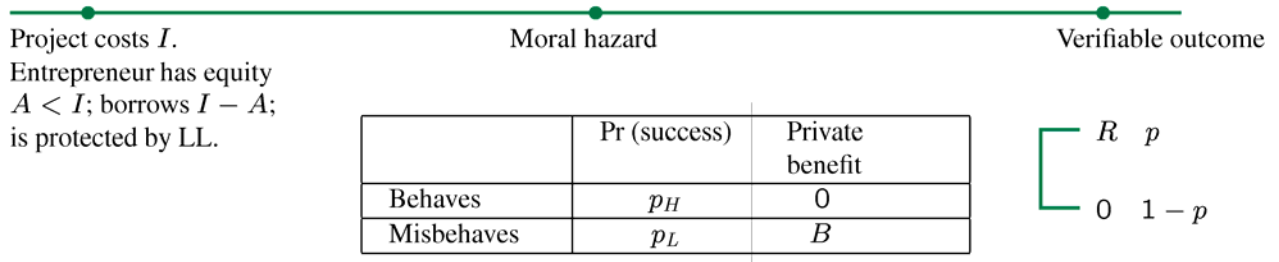 Project costs I.
Entrepreneur has equity
A < I; borrows I − A;
is protected by LL.
Moral hazard
Pr (success) Private
benefit
Behaves p_H 0
Misbehaves p_L B
Verifiable outcome
R p
0 1 − p